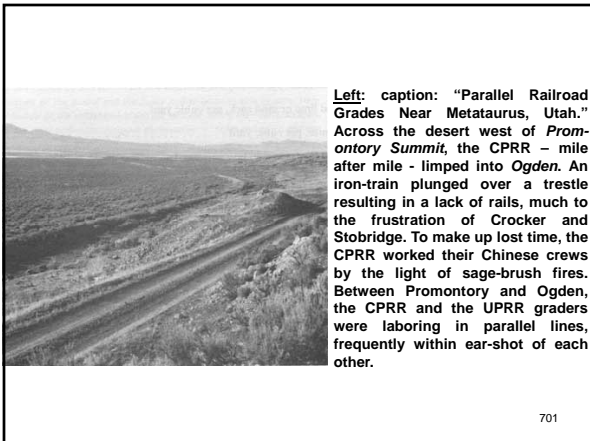 Left: caption: “Parallel Railroad
Grades Near Metataurus, Utah.”
Across the desert west of Prom-
ontory Summit, the CPRR – mile
after mile - limped into Ogden. An
iron-train plunged over a trestle
resulting in a lack of rails, much to
the frustration of Crocker and
Stobridge. To make up lost time, the
CPRR worked their Chinese crews
by the light of sage-brush fires.
Between Promontory and Ogden,
the CPRR and the UPRR graders
were laboring in parallel lines,
frequently within ear-shot of each
other.
701